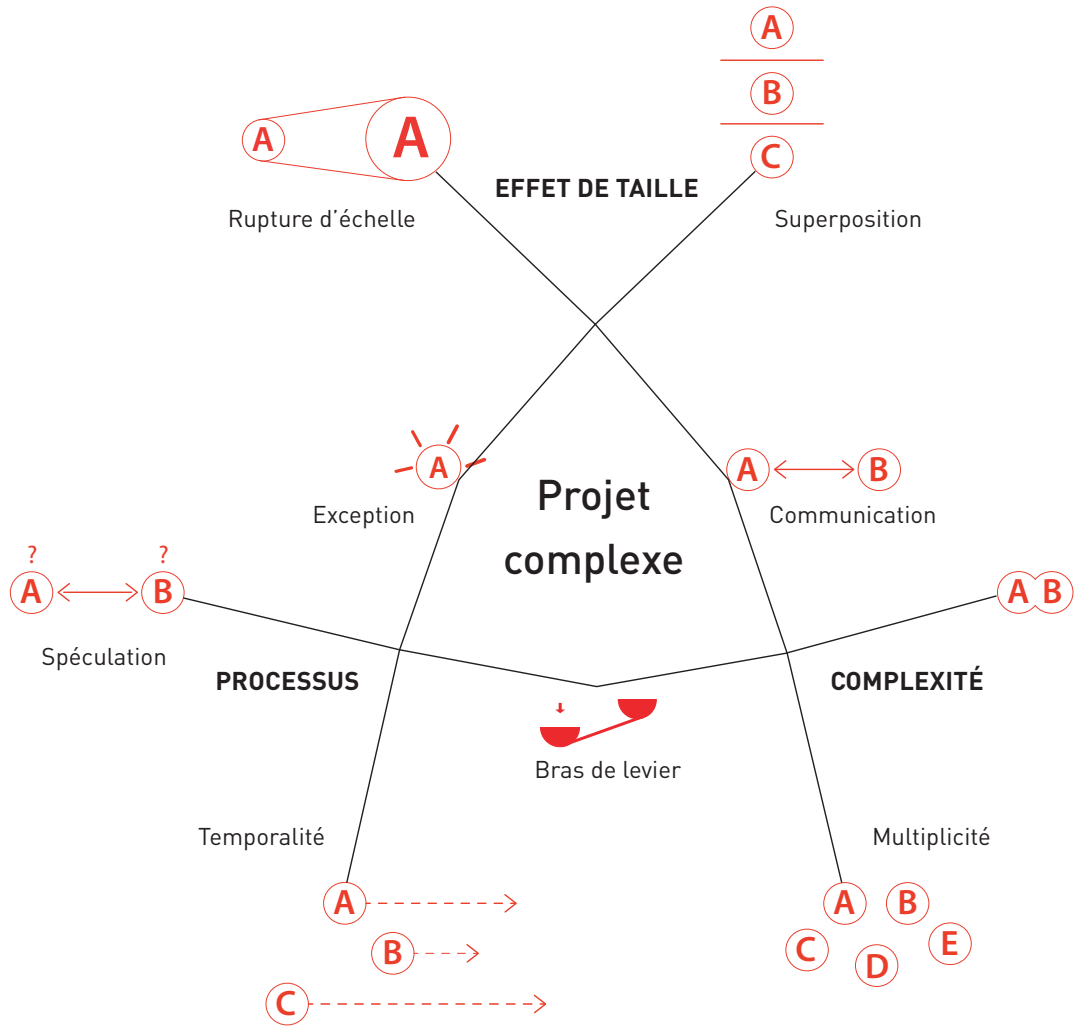 A
B
C
A
A
EFFET DE TAILLE
Rupture d'échelle
Superposition
A
Exception
A
B
Communication
Projet
complexe
?
?
A
B
Spéculation
A
B
PROCESSUS
COMPLEXITÉ
Bras de levier
Temporalité
Multiplicité
A
B
C
A
B
C
D
E